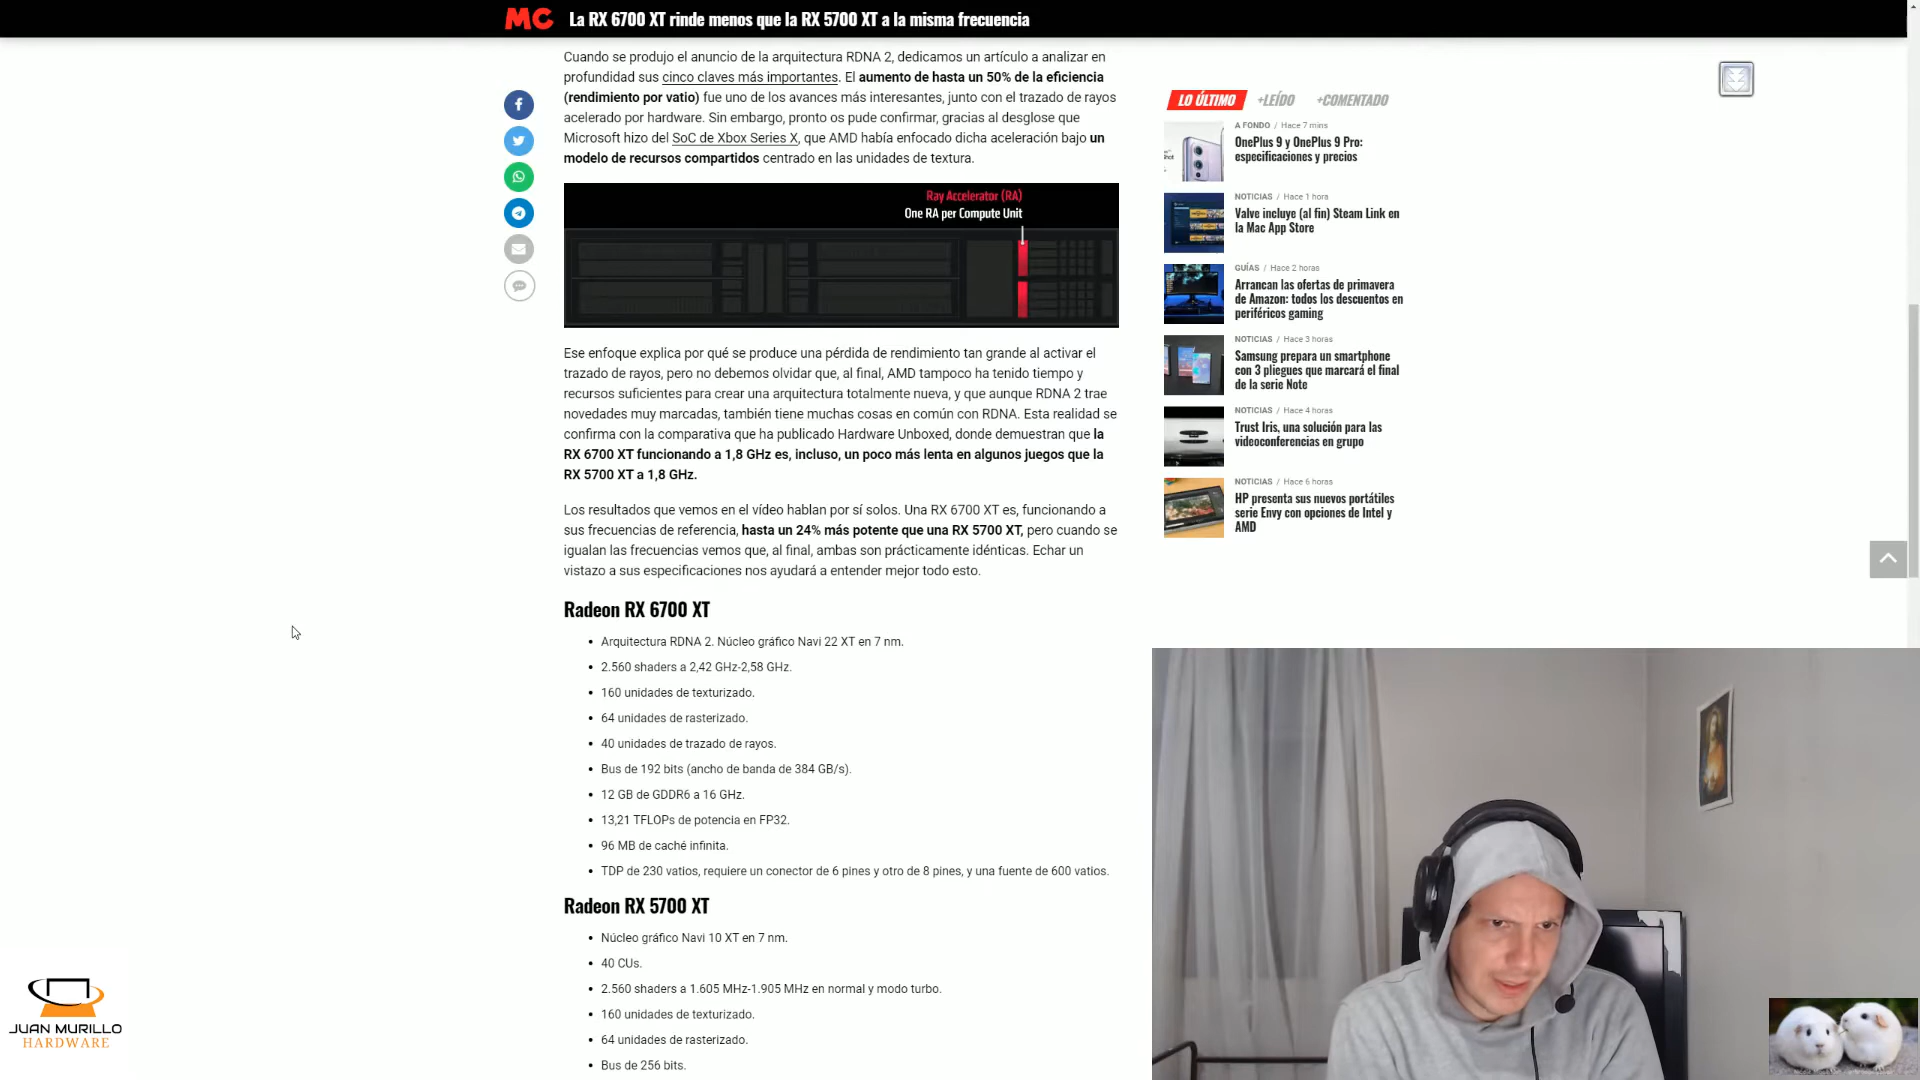 MC La RX 6700 XT rinde menos que la RX 5700 XT a la misma frecuencia
Cuando se produjo el anuncio de la arquitectura RDNA 2, dedicamos un artículo a analizar en
profundidad sus cinco claves más importantes. El aumento de hasta un 50% de la eficiencia
(rendimiento por vatio) fue uno de los avances más interesantes, junto con el trazado de rayos
acelerado por hardware. Sin embargo, pronto os pude confirmar, gracias al desglose que
Microsoft hizo del SoC de Xbox Series X, que AMD había enfocado dicha aceleración bajo un
modelo de recursos compartidos centrado en las unidades de textura.
Ray Accelerator (RA)
One RA per Compute Unit
Ese enfoque explica por qué se produce una pérdida de rendimiento tan grande al activar el
trazado de rayos, pero no debemos olvidar que, al final, AMD tampoco ha tenido tiempo y
recursos suficientes para crear una arquitectura totalmente nueva, y que aunque RDNA 2 trae
novedades muy marcadas, también tiene muchas cosas en común con RDNA. Esta realidad se
confirma con la comparativa que ha publicado Hardware Unboxed, donde demuestran que la
RX 6700 XT funcionando a 1,8 GHz es, incluso, un poco más lenta en algunos juegos que la
RX 5700 XT a 1,8 GHz.
Los resultados que vemos en el vídeo hablan por sí solos. Una RX 6700 XT es, funcionando a
sus frecuencias de referencia, hasta un 24% más potente que una RX 5700 XT, pero cuando se
igualan las frecuencias vemos que, al final, ambas son prácticamente idénticas. Echar un
vistazo a sus especificaciones nos ayudará a entender mejor todo esto.
Radeon RX 6700 XT
• Arquitectura RDNA 2. Núcleo gráfico Navi 22 XT en 7 nm.
• 2.560 shaders a 2,42 GHz-2,58 GHz.
• 160 unidades de texturizado.
• 64 unidades de rasterizado.
• 40 unidades de trazado de rayos.
• Bus de 192 bits (ancho de banda de 384 GB/s).
• 12 GB de GDDR6 a 16 GHz.
• 13,21 TFLOPs de potencia en FP32.
• 96 MB de caché infinita.
• TDP de 230 vatios, requiere un conector de 6 pines y otro de 8 pines, y una fuente de 600 vatios.
Radeon RX 5700 XT
• Núcleo gráfico Navi 10 XT en 7 nm.
• 40 CUs.
• 2.560 shaders a 1.605 MHz-1.905 MHz en normal y modo turbo.
• 160 unidades de texturizado.
• 64 unidades de rasterizado.
• Bus de 256 bits.
LO ÚLTIMO +LEÍDO +COMENTADO
A FONDO / Hace 7 mins
OnePlus 9 y OnePlus 9 Pro:
especificaciones y precios
NOTICIAS / Hace 1 hora
Valve incluye (al fin) Steam Link en
la Mac App Store
GUÍAS / Hace 2 horas
Arrancan las ofertas de primavera
de Amazon: todos los descuentos en
periféricos gaming
NOTICIAS / Hace 3 horas
Samsung prepara un smartphone
con 3 pliegues que marcará el final
de la serie Note
NOTICIAS / Hace 4 horas
Trust Iris, una solución para las
videoconferencias en grupo
NOTICIAS / Hace 6 horas
HP presenta sus nuevos portátiles
serie Envy con opciones de Intel y
AMD
JUAN MURILLO
HARDWARE